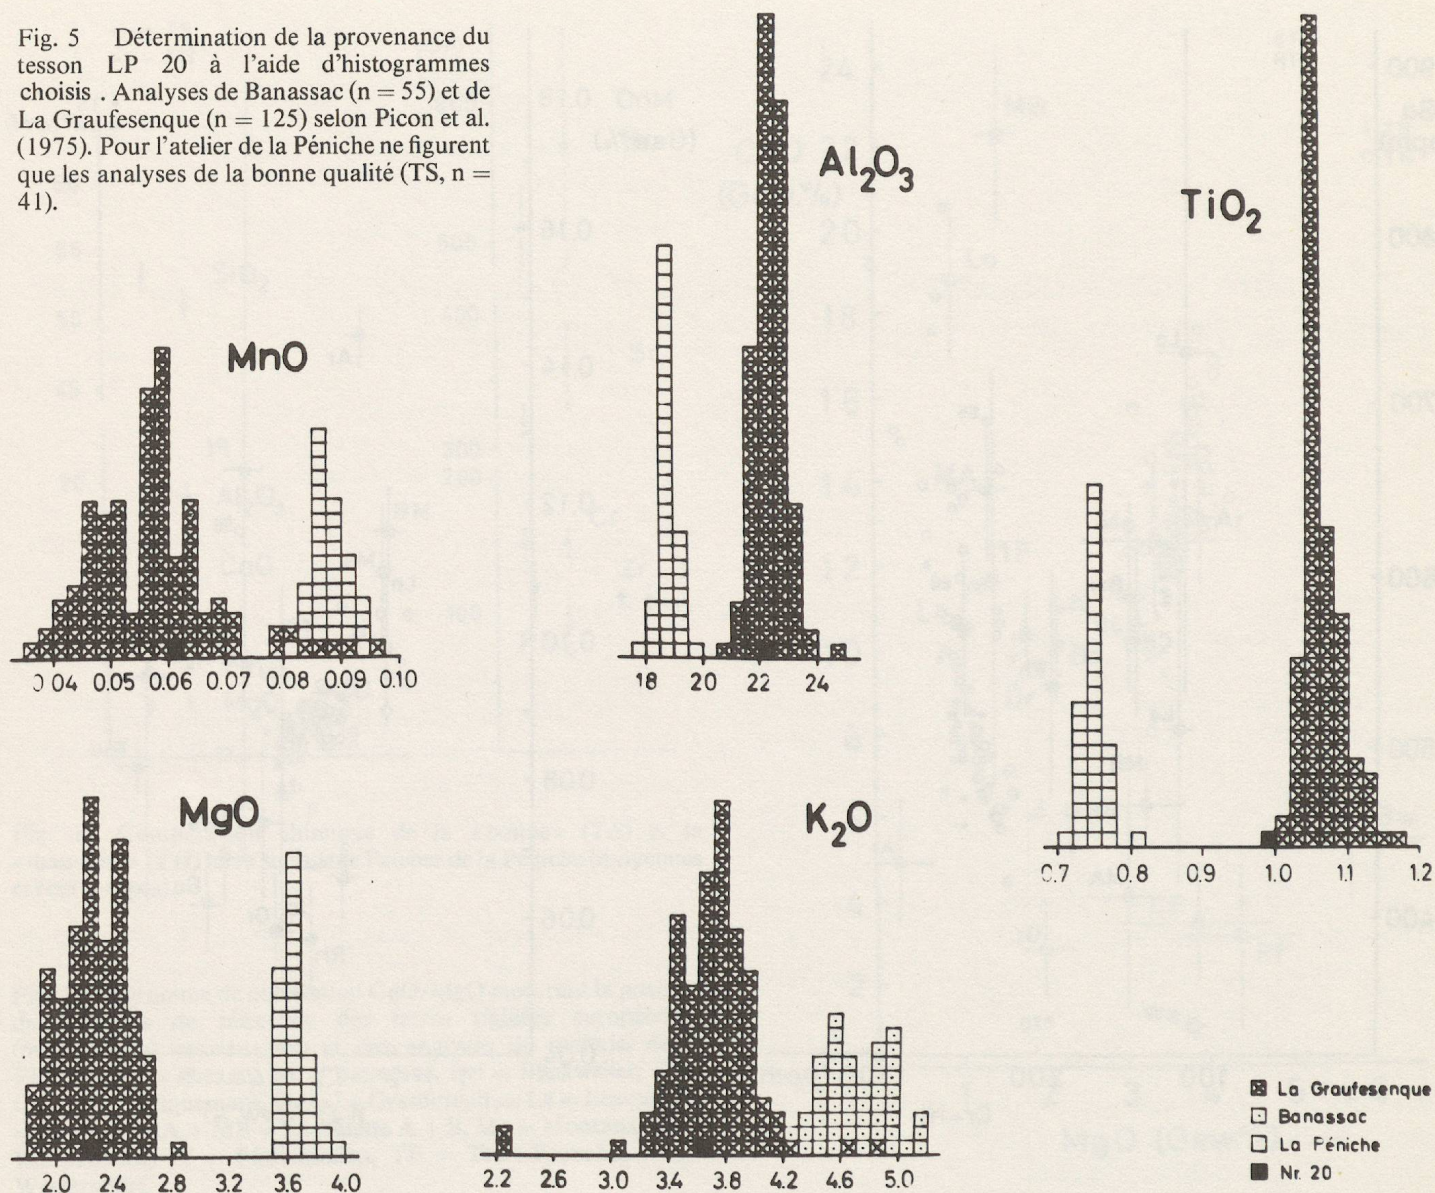 Fig. 5 Détermination de la provenance du
tesson LP 20 à l'aide d'histogrammes
choisis . Analyses de Banassac (n = 55) et de
La Graufesenque (n = 125) selon Picon et al.
(1975). Pour l'atelier de la Péniche ne figurent
que les analyses de la bonne qualité (TS, n =
41).
MnO
0.04 0.05 0.06 0.07 0.08 0.09 0.10
Al2O3
18 20 22 24
TiO2
0.7 0.8 0.9 1.0 1.1 1.2
MgO
2.0 2.4 2.8 3.2 3.6 4.0
K2O
2.2 2.6 3.0 3.4 3.8 4.2 4.6 5.0
La Graufesenque
Banassac
La Péniche
Nr. 20